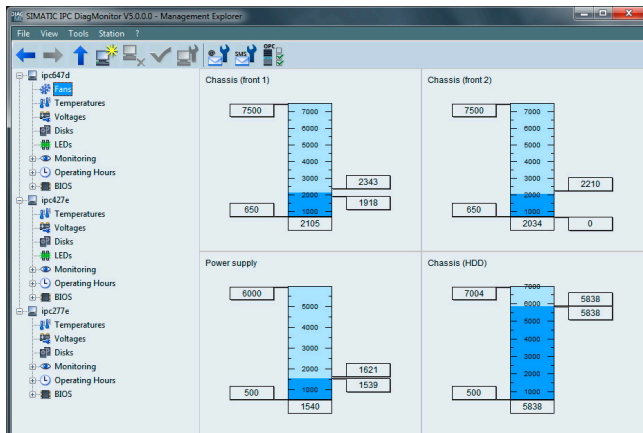 SIMATIC IPC DiagMonitor V5.0.0.0 - Management Explorer
File View Tools Station ?
@ SMS OPC
ipc647d
Fans
Temperatures
Voltages
Disks
LEDs
Monitoring
Operating Hours
BIOS
ipc427e
Temperatures
Voltages
Disks
LEDs
Monitoring
Operating Hours
BIOS
ipc277e
Temperatures
Voltages
Disks
Monitoring
Operating Hours
BIOS
Chassis (front 1)
7500
7000
6000
5000
4000
3000
2343
2000
1918
650
1000
2105
Chassis (front 2)
7500
7000
6000
5000
4000
3000
2210
2000
650
1000
2034
0
Power supply
6000
5000
4000
3000
2000
1621
1539
500
1000
1540
Chassis (HDD)
7000
7004
6000
5838
5838
5000
4000
3000
2000
500
1000
5838